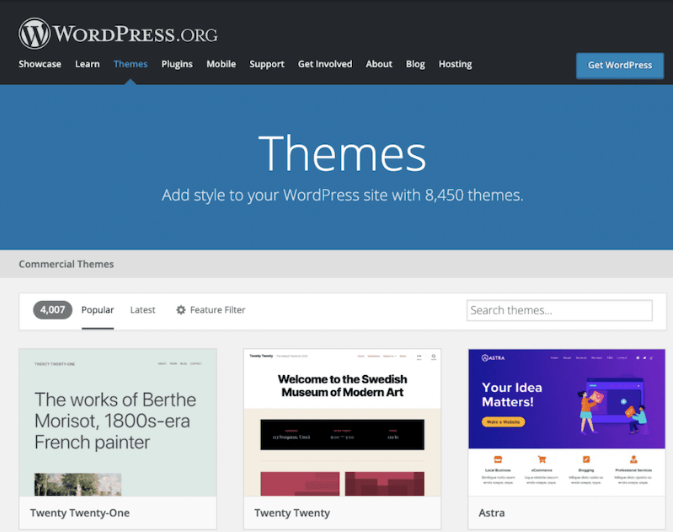 WORDPRESS.ORG
Showcase Learn Themes Plugins Mobile Support Get Involved About Blog Hosting
Get WordPress
Themes
Add style to your WordPress site with 8,450 themes.
Commercial Themes
4,007 Popular Latest Feature Filter
Search themes...
TWENTY TWENTY-ONE
The works of Berthe
Morisot, 1800s-era
French painter
Twenty Twenty-One
Twenty Twenty
Welcome to the Swedish
Museum of Modern Art
Twenty Twenty
ASTRA
Your Idea
Matters!
Make a Website
Local Business eCommerce Blogging Professional Services
Astra